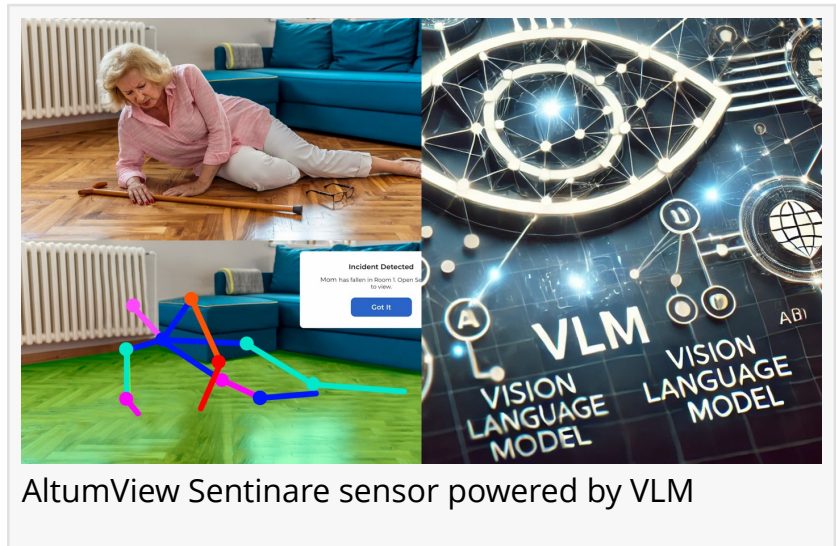 Incident Detected
Mom has fallen in Room 1. Open Se
to view.
Got It
A
U
D
ABI
VLM
VISION
LANGUAGE
MODEL
VISION
LANGUAGE
MODEL
AltumView Sentinare sensor powered by VLM